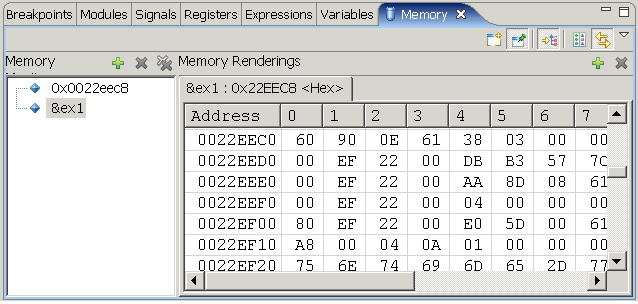 Breakpoints Modules Signals Registers Expressions Variables Memory
Memory Memory Renderings
0x0022eec8
&ex1
&ex1 : 0x22EEC8 <Hex>
Address 0 1 2 3 4 5 6 7
0022EEC0 60 90 0E 61 38 03 00 00
0022EED0 00 EF 22 00 DB B3 57 7C
0022EEE0 00 EF 22 00 AA 8D 08 61
0022EEF0 00 EF 22 00 04 00 00 00
0022EF00 80 EF 22 00 E0 5D 00 61
0022EF10 A8 00 04 0A 01 00 00 00
0022EF20 75 6E 74 69 6D 65 2D 77